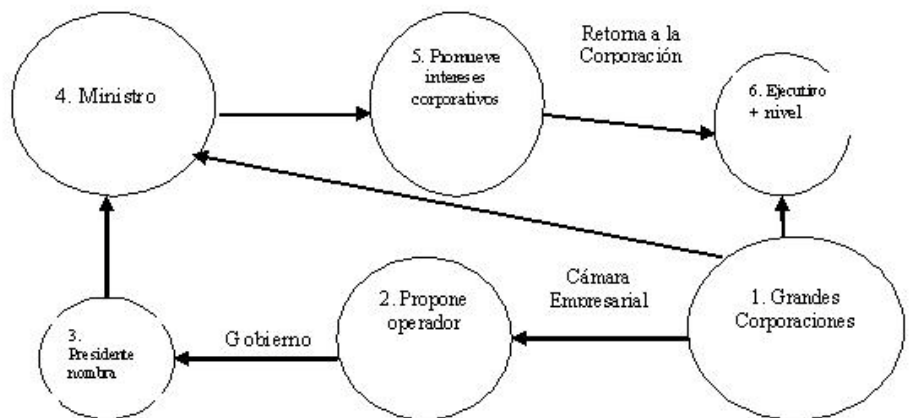 4. Ministro
5. Promueve
intereses
corporativos
Retorna a la
Corporación
6. Ejecutivo
+ nivel
3.
Presidente
nombra
Gobierno
2. Propone
operador
Cámara
Empresarial
1. Grandes
Corporaciones